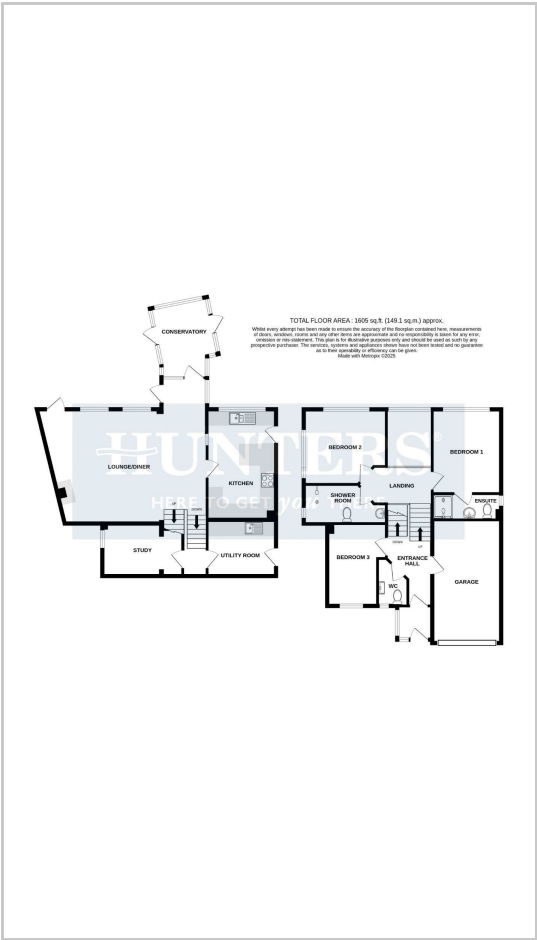 CONSERVATORY
TOTAL FLOOR AREA : 1605 sq.ft. (149.1 sq.m.) approx.
Whilst every attempt has been made to ensure the accuracy of the floorplan contained here, measurements
of doors, windows, rooms and any other items are approximate and no responsibility is taken for any error,
omission or mis-statement. This plan is for illustrative purposes only and should be used as such by any
prospective purchaser. The services, systems and appliances shown have not been tested and no guarantee
as to their operability or efficiency can be given.
Made with Metropix ©2025
HUNTERS®
HERE TO GET you THERE
LOUNGE/DINER
KITCHEN
UP
DOWN
STUDY
UTILITY ROOM
BEDROOM 2
BEDROOM 1
LANDING
SHOWER
ROOM
ENSUITE
DOWN
UP
BEDROOM 3
ENTRANCE
HALL
WC
GARAGE